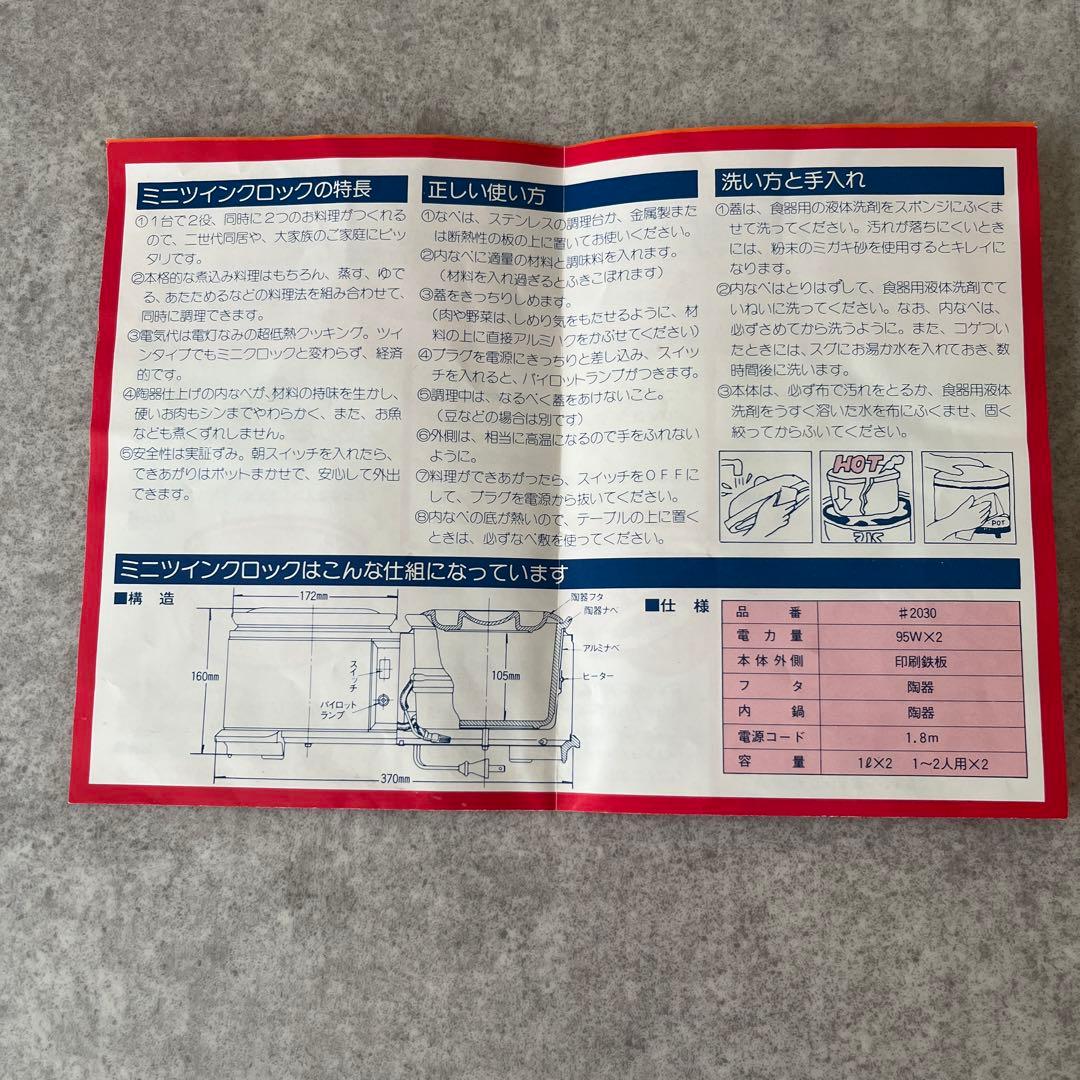 ミニツインクロックの特長
①1台で2役、同時に2つのお料理がつくれる
ので、二世代同居や、大家族のご家庭にピッ
タリです。
②本格的な煮込み料理はもちろん、蒸す、ゆで
る、あたためるなどの料理法を組み合わせて、
同時に調理できます。
③電気代は電灯なみの超低熱クッキング。ツイ
ンタイプでもミニクロックと変わらず、経済
的です。
④陶器仕上げの内なべが、材料の持味を生かし、
硬いお肉もシンまでやわらかく、また、お魚
なども煮くずれしません。
⑤安全性は実証ずみ。朝スイッチを入れたら、
できあがりはポットまかせで、安心して外出
できます。
正しい使い方
①なべは、ステンレスの調理台か、金属製また
は断熱性の板の上に置いてお使いください。
②内なべに適量の材料と調味料を入れます。
(材料を入れ過ぎるとふきこぼれます)
③蓋をきっちりしめます。
(肉や野菜は、しめり気をもたせるように、材
料の上に直接アルミハクをかぶせてください)
④プラグを電源にきっちりと差し込み、スイッ
チを入れると、パイロットランプがつきます。
⑤調理中は、なるべく蓋をあけないこと。
(豆などの場合は別です)
⑥外側は、相当に高温になるので手をふれない
ように。
⑦料理ができあがったら、スイッチをOFFに
して、プラグを電源から抜いてください。
⑧内なべの底が熱いので、テーブルの上に置く
ときは、必ずなべ敷を使ってください。
洗い方と手入れ
①蓋は、食器用の液体洗剤をスポンジにふくま
せて洗ってください。汚れが落ちにくいとき
には、粉末のミガキ砂を使用するとキレイに
なります。
②内なべはとりはずして、食器用液体洗剤でて
いねいに洗ってください。なお、内なべは、
必ずさめてから洗うように。また、コゲつい
たときには、スグにお湯か水を入れておき、数
時間後に洗います。
③本体は、必ず布で汚れをとるか、食器用液体
洗剤をうすく溶いた水を布にふくませ、固く
絞ってからふいてください。
HOT
POT
ミニツインクロックはこんな仕組になっています
■構造
172mm
160mm
スイッチ
パイロット
ランプ
105mm
370mm
陶器フタ
陶器ナベ
アルミナベ
ヒーター
■仕様
品番 #2030
電力量 95W×2
本体外側 印刷鉄板
フタ 陶器
内鍋 陶器
電源コード 1.8m
容量 1ℓ×2 1〜2人用×2